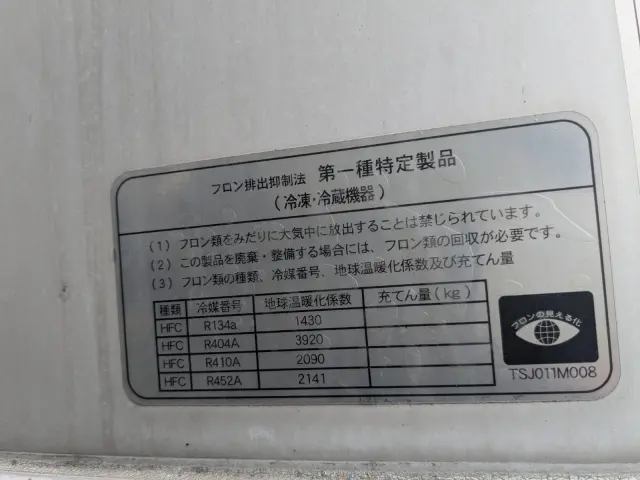 フロン排出抑制法 第一種特定製品
(冷凍・冷蔵機器)
(1) フロン類をみだりに大気中に放出することは禁じられています。
(2) この製品を廃棄・整備する場合には、フロン類の回収が必要です。
(3) フロン類の種類、冷媒番号、地球温暖化係数及び充てん量
種類 冷媒番号 地球温暖化係数 充てん量(kg)
HFC R134a 1430
HFC R404A 3920
HFC R410A 2090
HFC R452A 2141
フロンの見える化
TSJ011M008